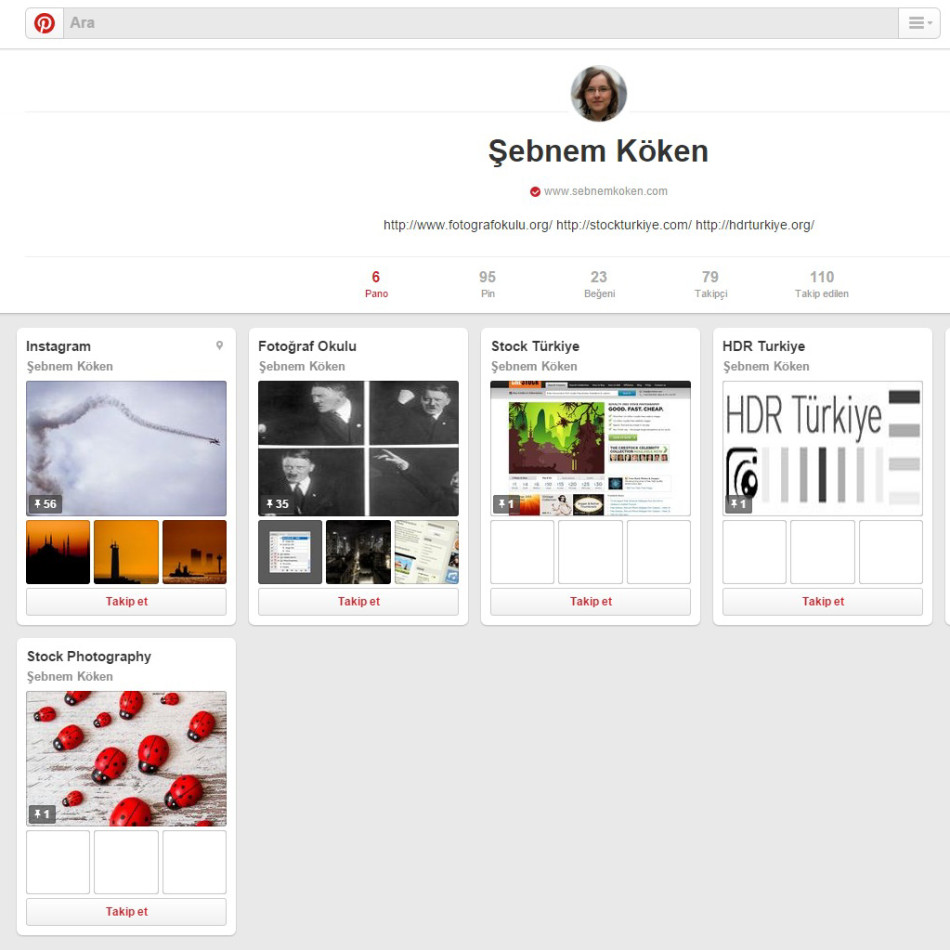 Ara
Şebnem Köken
www.sebnemkoken.com
http://www.fotografokulu.org/ http://stockturkiye.com/ http://hdrturkiye.org/
6 95 23 79 110
Pano Pin Beğeni Takipçi Takip edilen
Instagram
Şebnem Köken
56
Takip et
Fotoğraf Okulu
Şebnem Köken
35
Takip et
Stock Türkiye
Şebnem Köken
GOOD. FAST. CHEAP.
1
Takip et
HDR Turkiye
Şebnem Köken
HDR Türkiye
1
Takip et
Stock Photography
Şebnem Köken
1
Takip et